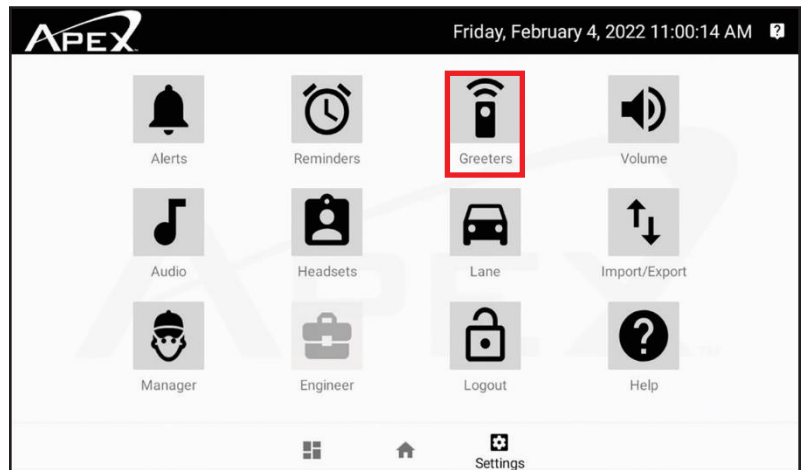 APEX
Friday, February 4, 2022 11:00:14 AM ?
Alerts Reminders Greeters Volume
Audio Headsets Lane Import/Export
Manager Engineer Logout Help
Settings
APEX